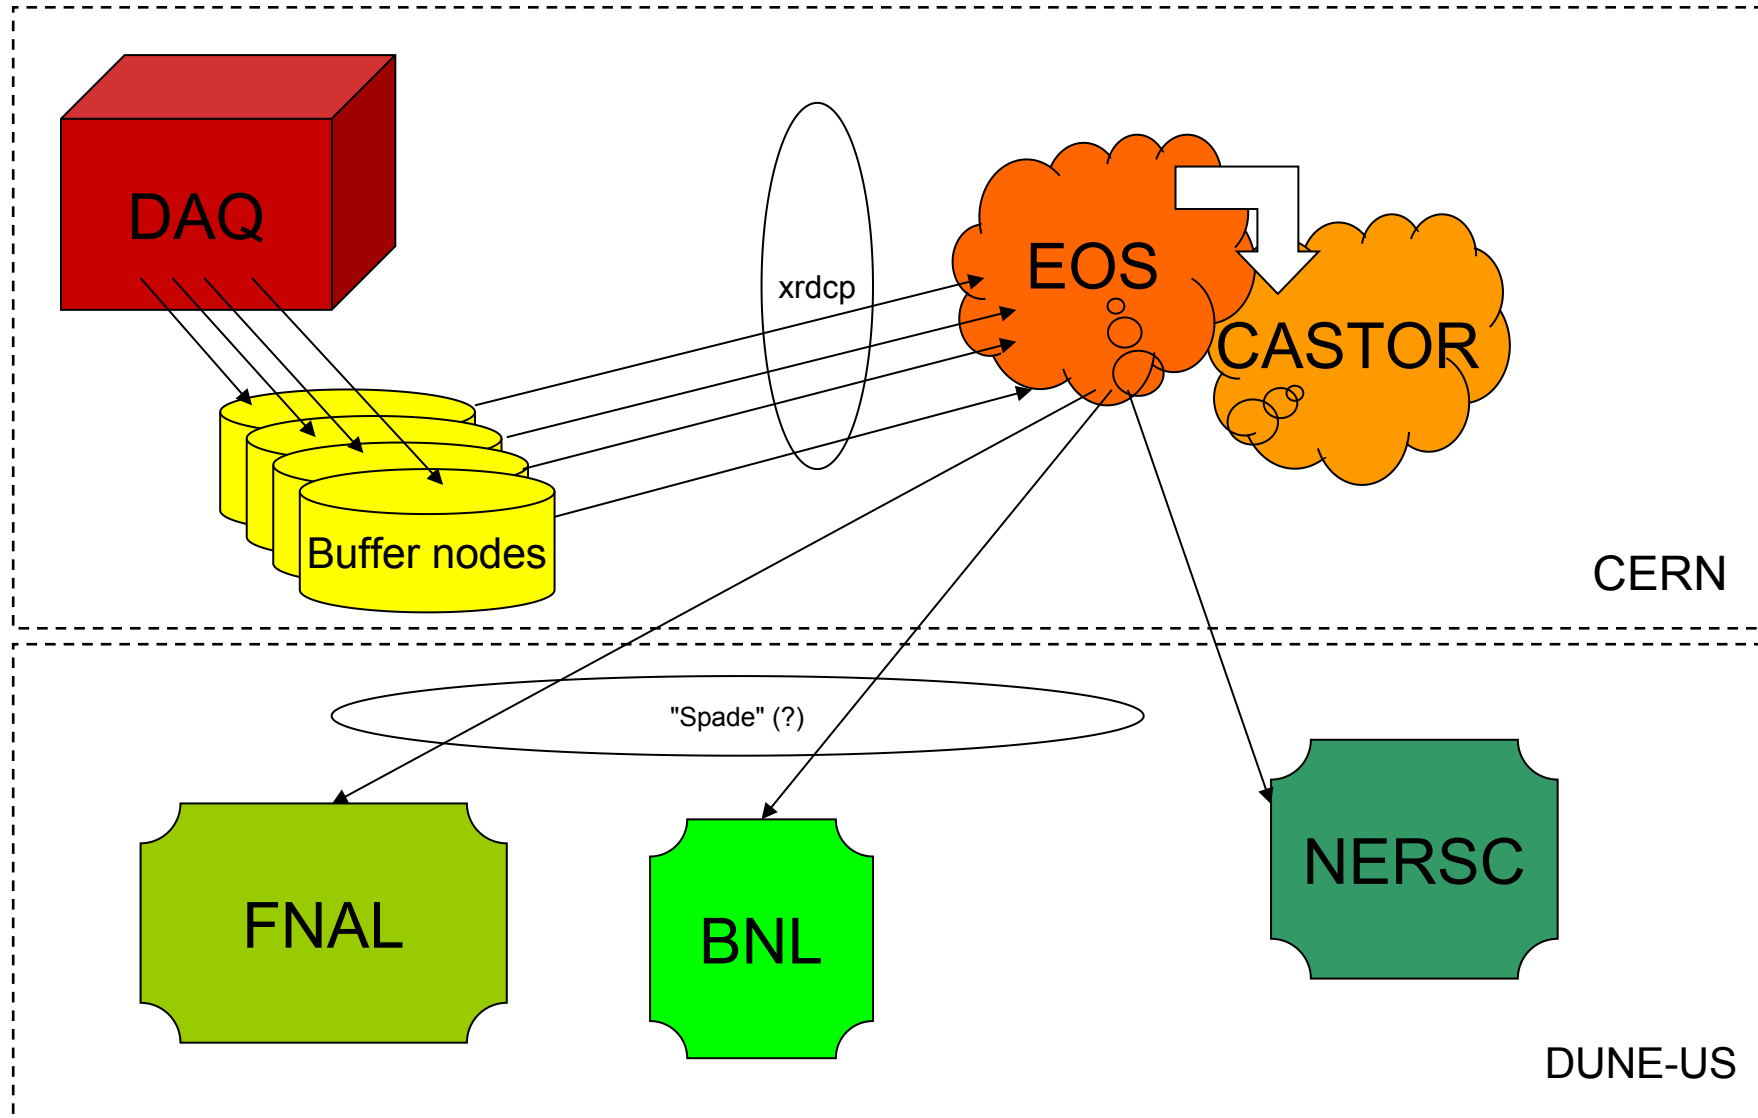 DAQ
xrdcp
EOS
CASTOR
Buffer nodes
CERN
"Spade" (?)
NERSC
FNAL
BNL
DUNE-US